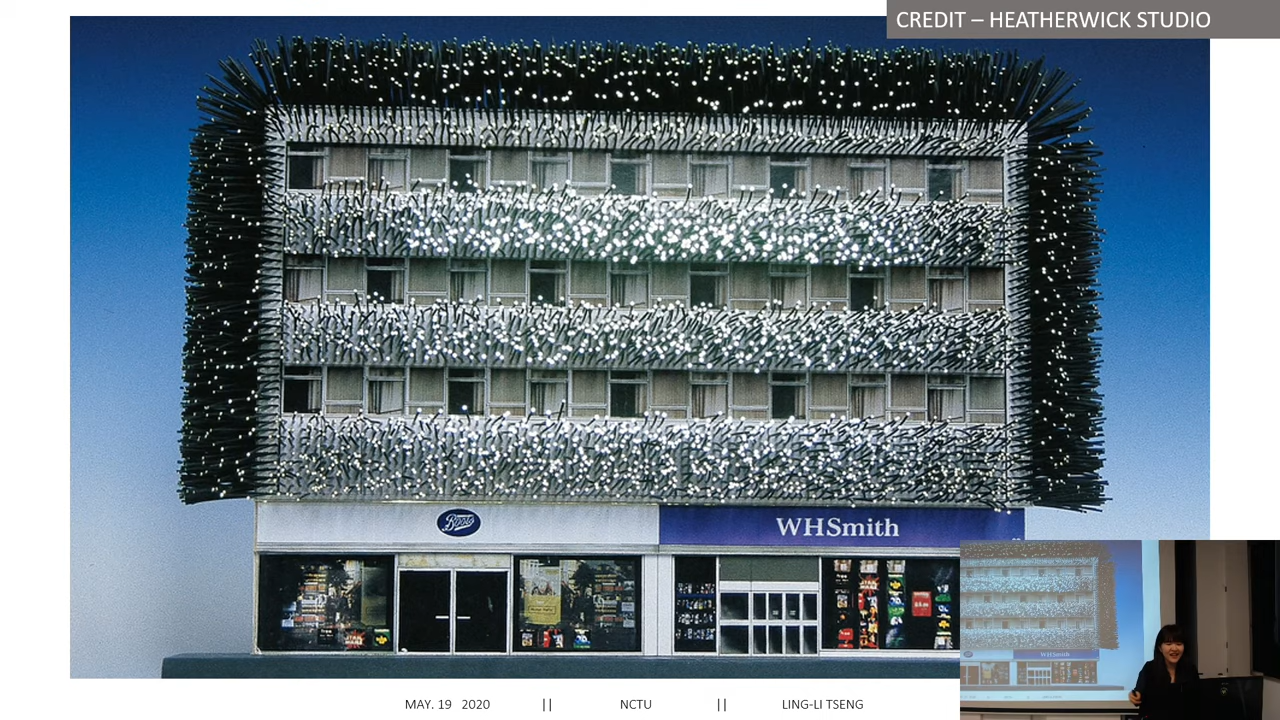 CREDIT – HEATHERWICK STUDIO
Boots
WHSmith
MAY. 19 2020 || NCTU || LING-LI TSENG